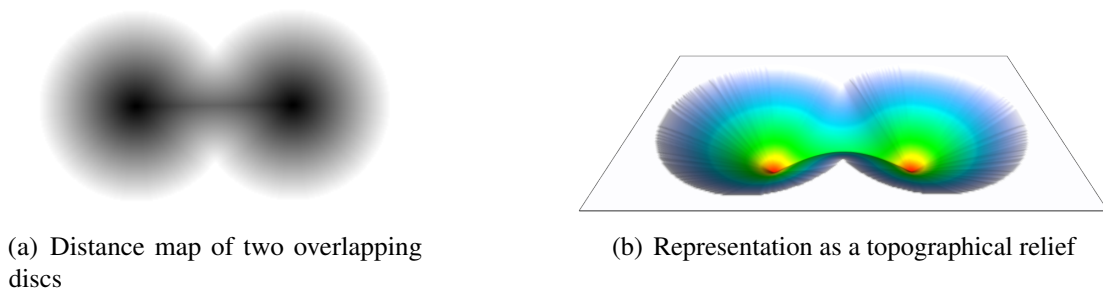 (a) Distance map of two overlapping
discs
(b) Representation as a topographical relief